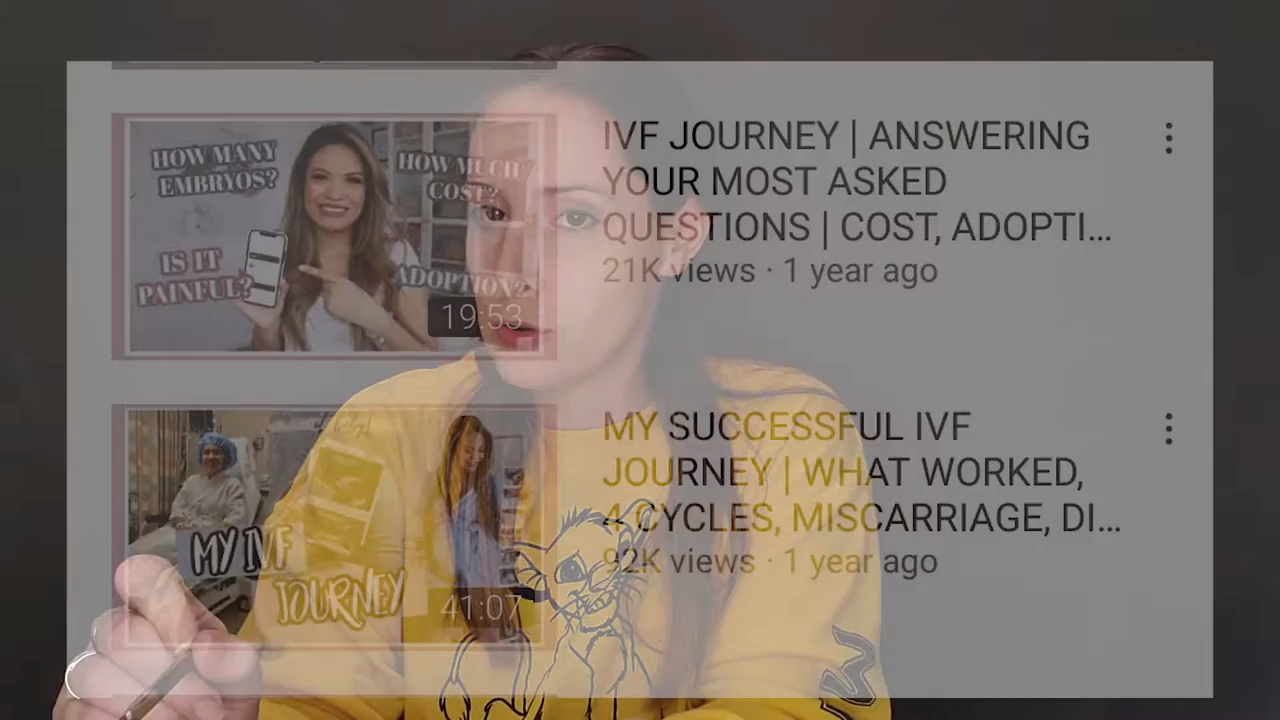 HOW MANY
EMBRYOS?
HOW MUCH
COST?
IS IT
PAINFUL?
ADOPTION?
19:53
IVF JOURNEY | ANSWERING
YOUR MOST ASKED
QUESTIONS | COST, ADOPTI...
21K views · 1 year ago
MY IVF
JOURNEY
41:07
MY SUCCESSFUL IVF
JOURNEY | WHAT WORKED,
4 CYCLES, MISCARRIAGE, DI...
92K views · 1 year ago